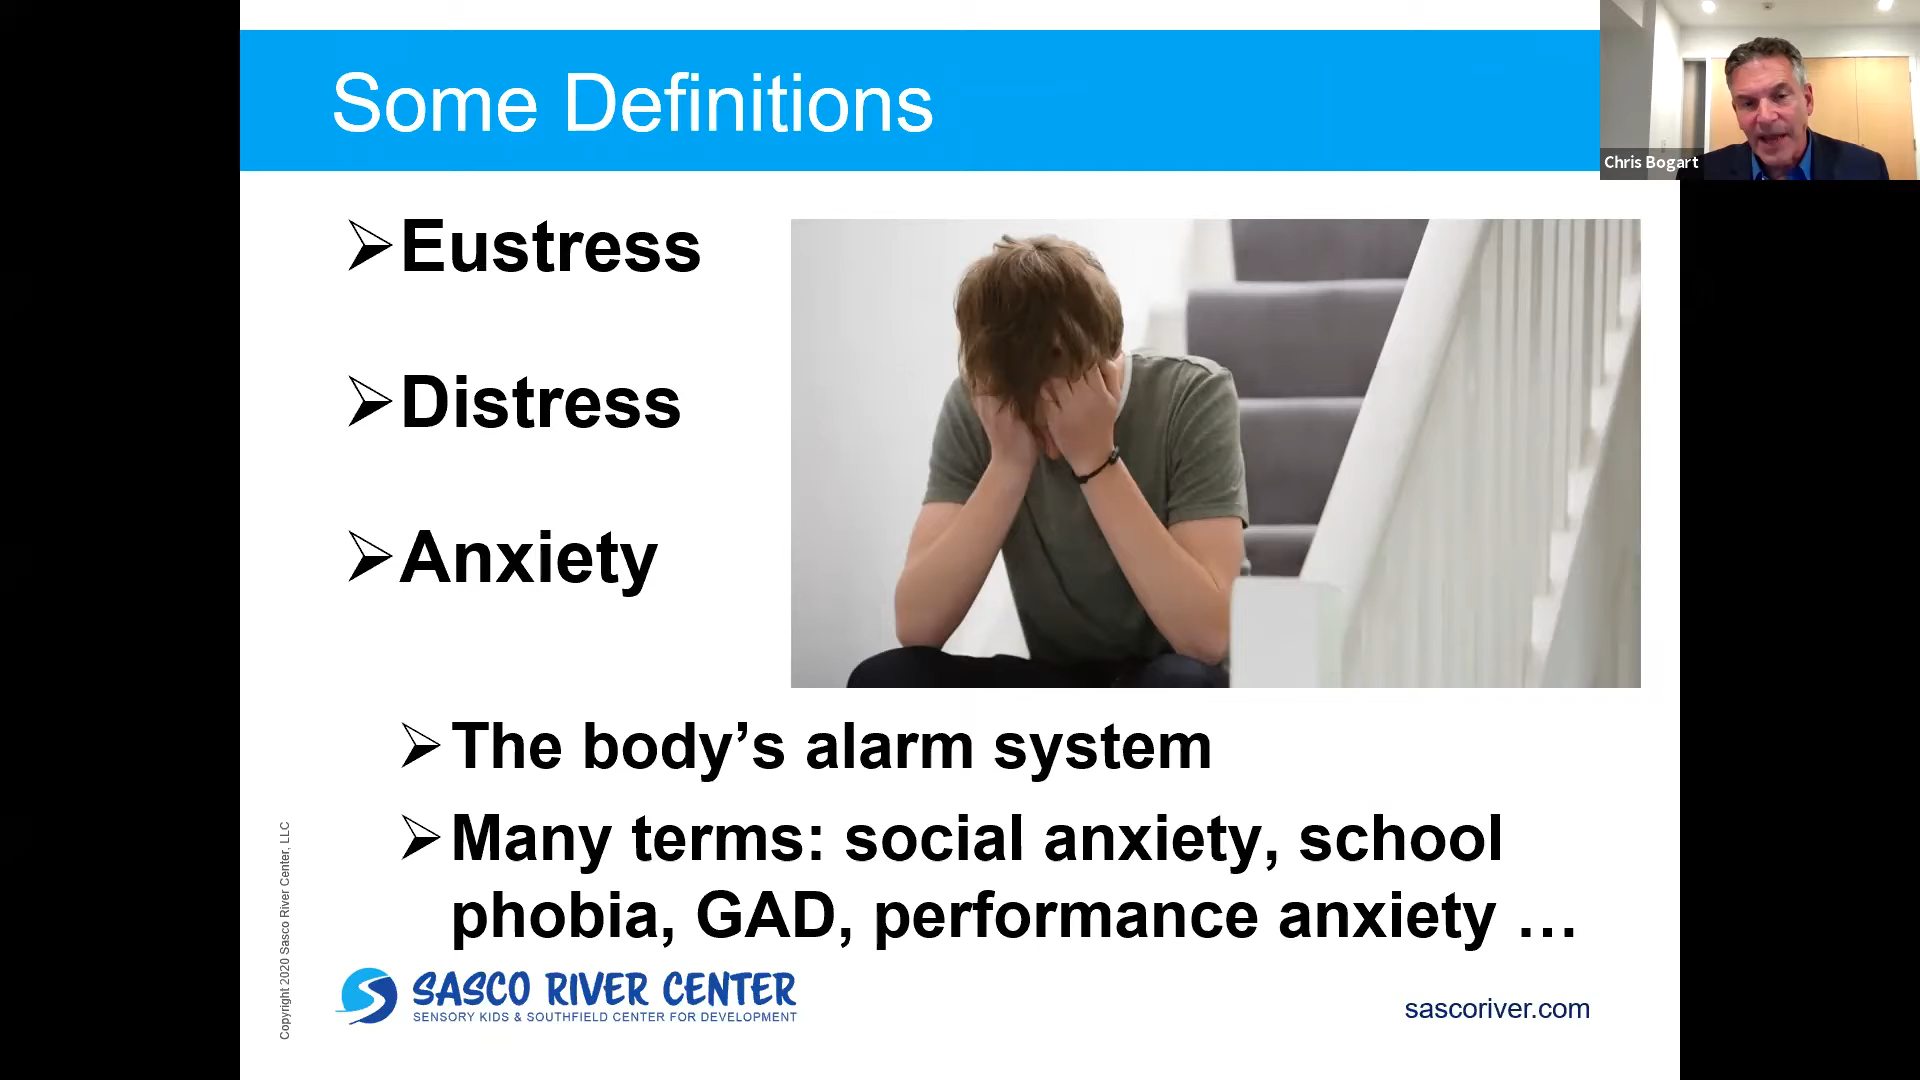 Some Definitions
Chris Bogart
Eustress
Distress
Anxiety
The body’s alarm system
Many terms: social anxiety, school
phobia, GAD, performance anxiety …
Copyright 2020 Sasco River Center, LLC
SASCO RIVER CENTER
SENSORY KIDS & SOUTHFIELD CENTER FOR DEVELOPMENT
sascoriver.com